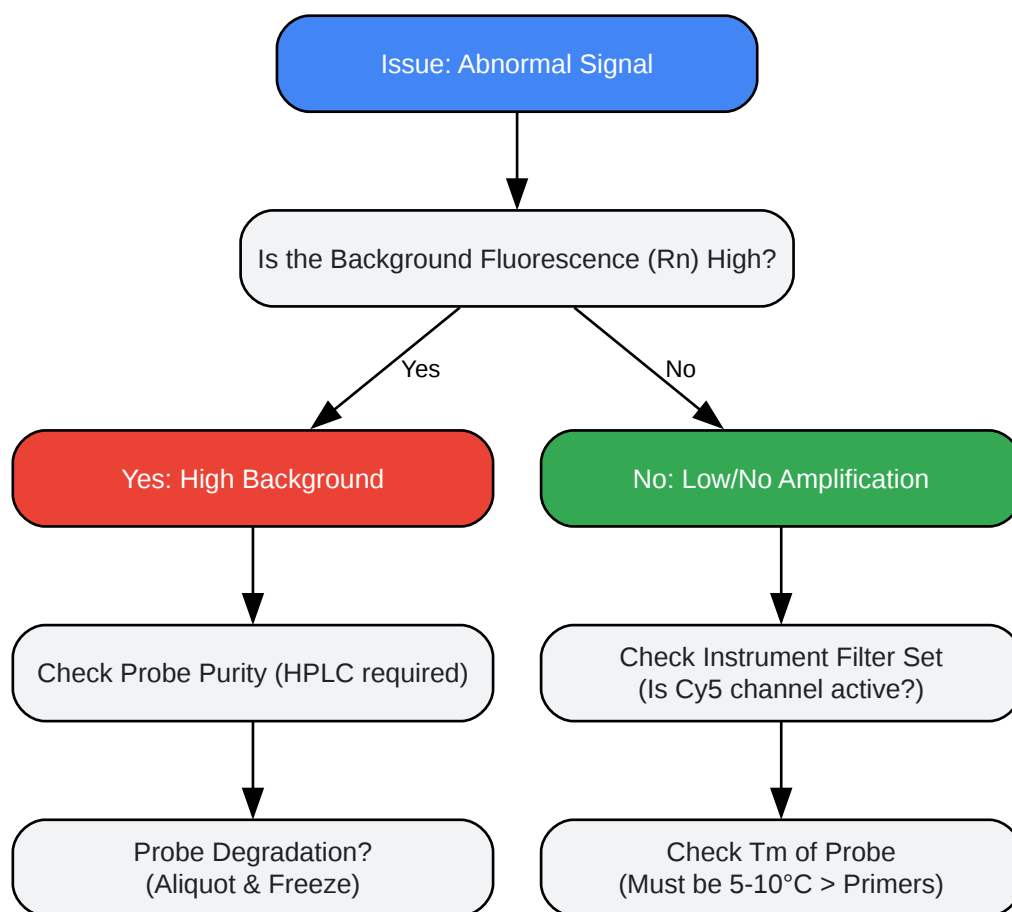 Issue: Abnormal Signal
Is the Background Fluorescence (Rn) High?
Yes
No
Yes: High Background
No: Low/No Amplification
Check Probe Purity (HPLC required)
Check Instrument Filter Set
(Is Cy5 channel active?)
Probe Degradation?
(Aliquot & Freeze)
Check Tm of Probe
(Must be 5-10°C > Primers)